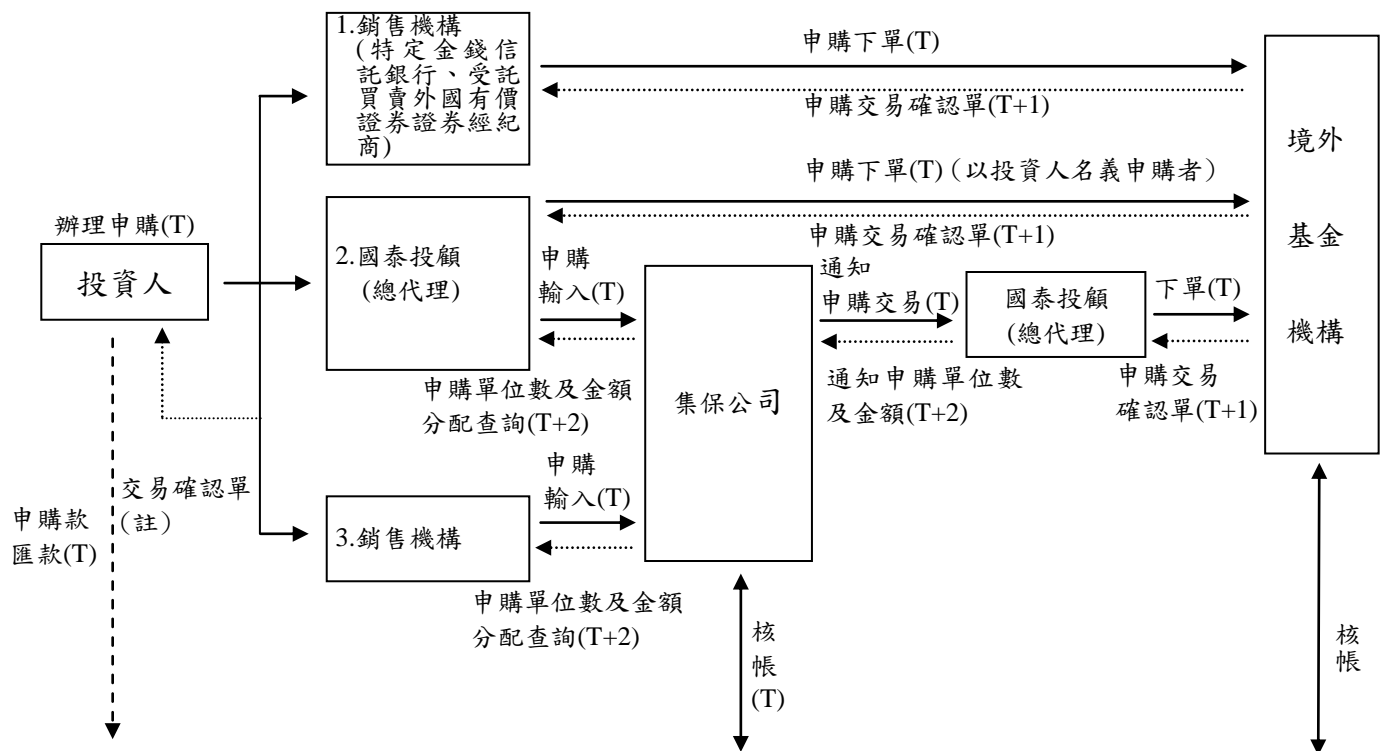 1.銷售機構
(特定金錢信
託銀行、受託
買賣外國有價
證券證券經紀
商)
申購下單(T)
申購交易確認單(T+1)
境外
基金
機構
申購下單(T)(以投資人名義申購者)
申購交易確認單(T+1)
辦理申購(T)
投資人
2.國泰投顧
(總代理)
申購
輸入(T)
申購單位數及金額
分配查詢(T+2)
集保公司
通知
申購交易(T)
通知申購單位數
及金額(T+2)
國泰投顧
(總代理)
下單(T)
申購交易
確認單(T+1)
交易確認單
(註)
申購款
匯款(T)
3.銷售機構
申購
輸入(T)
申購單位數及金額
分配查詢(T+2)
核
帳
(T)
核
帳